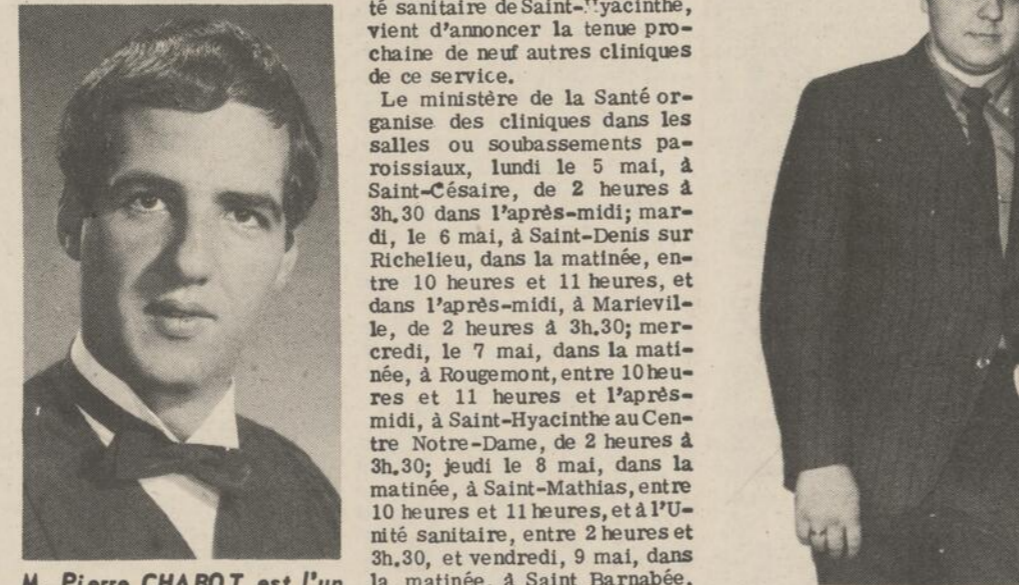 M. Pierre CHABOT est l'un
té sanitaire de Saint-Hyacinthe,
vient d'annoncer la tenue pro-
chaine de neuf autres cliniques
de ce service.
Le ministère de la Santé or-
ganise des cliniques dans les
salles ou soubassements pa-
roissiaux, lundi le 5 mai, à
Saint-Césaire, de 2 heures à
3h.30 dans l'après-midi; mar-
di, le 6 mai, à Saint-Denis sur
Richelieu, dans la matinée, en-
tre 10 heures et 11 heures, et
dans l'après-midi, à Marievil-
le, de 2 heures à 3h.30; mer-
credi, le 7 mai, dans la mati-
née, à Rougemont, entre 10 heu-
res et 11 heures et l'après-
midi, à Saint-Hyacinthe au Cen-
tre Notre-Dame, de 2 heures à
3h.30; jeudi le 8 mai, dans la
matinée, à Saint-Mathias, entre
10 heures et 11 heures, et à l'U-
nité sanitaire, entre 2 heures et
3h.30, et vendredi, 9 mai, dans
la matinée, à Saint Barnabée,